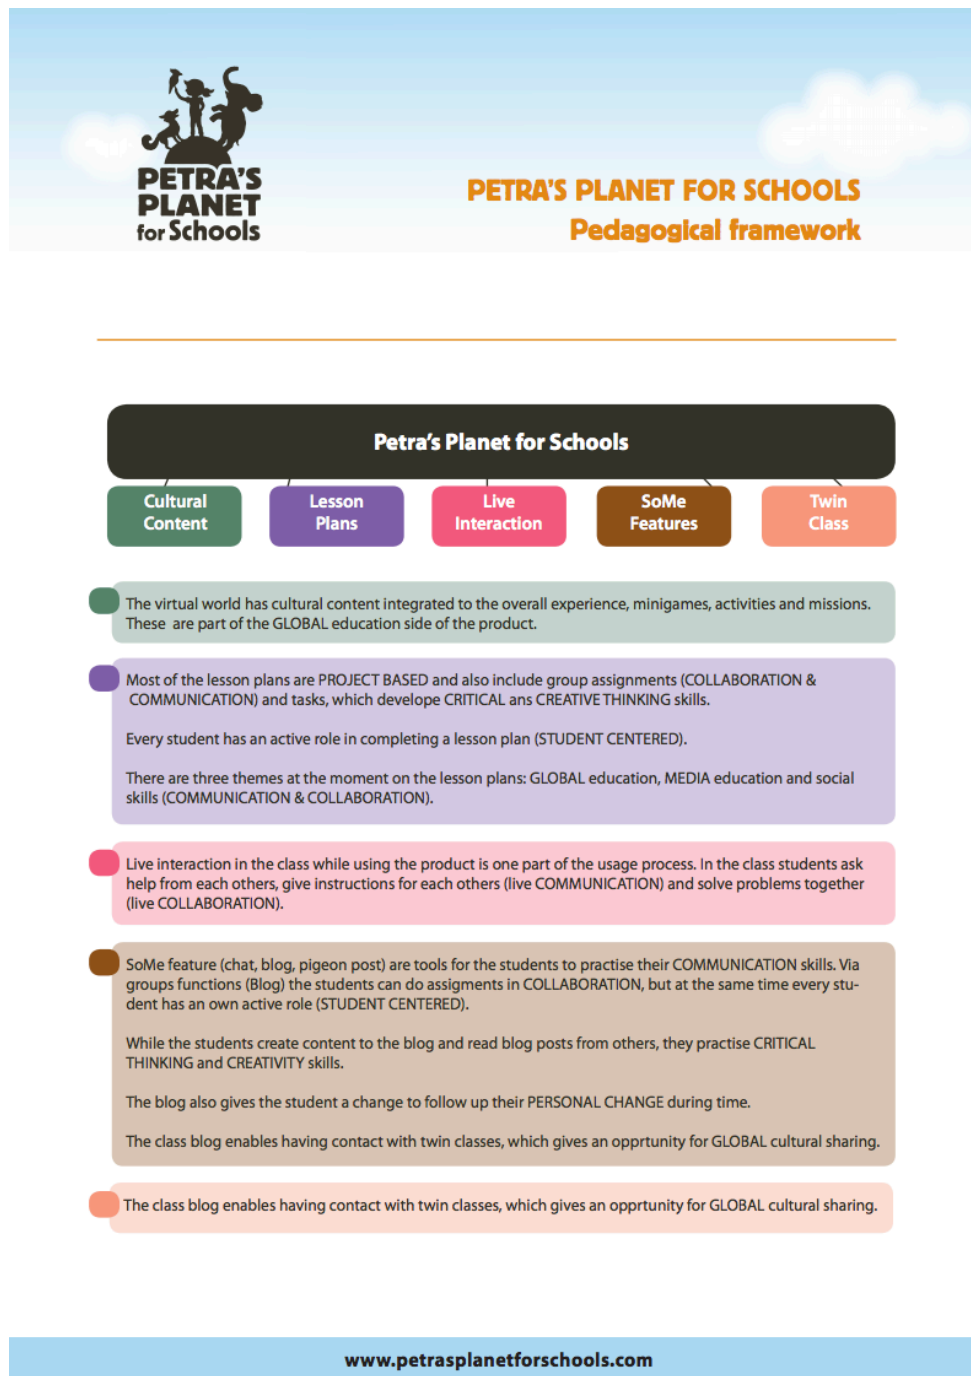 PETRA'S
PLANET
for Schools
PETRA'S PLANET FOR SCHOOLS
Pedagogical framework
Petra's Planet for Schools
Cultural
Content
Lesson
Plans
Live
Interaction
SoMe
Features
Twin
Class
The virtual world has cultural content integrated to the overall experience, minigames, activities and missions.
These are part of the GLOBAL education side of the product.
Most of the lesson plans are PROJECT BASED and also include group assignments (COLLABORATION &
COMMUNICATION) and tasks, which develope CRITICAL ans CREATIVE THINKING skills.
Every student has an active role in completing a lesson plan (STUDENT CENTERED).
There are three themes at the moment on the lesson plans: GLOBAL education, MEDIA education and social
skills (COMMUNICATION & COLLABORATION).
Live interaction in the class while using the product is one part of the usage process. In the class students ask
help from each others, give instructions for each others (live COMMUNICATION) and solve problems together
(live COLLABORATION).
SoMe feature (chat, blog, pigeon post) are tools for the students to practise their COMMUNICATION skills. Via
groups functions (Blog) the students can do assigments in COLLABORATION, but at the same time every stu-
dent has an own active role (STUDENT CENTERED).
While the students create content to the blog and read blog posts from others, they practise CRITICAL
THINKING and CREATIVITY skills.
The blog also gives the student a change to follow up their PERSONAL CHANGE during time.
The class blog enables having contact with twin classes, which gives an opprtunity for GLOBAL cultural sharing.
The class blog enables having contact with twin classes, which gives an opprtunity for GLOBAL cultural sharing.
www.petrasplanetforschools.com